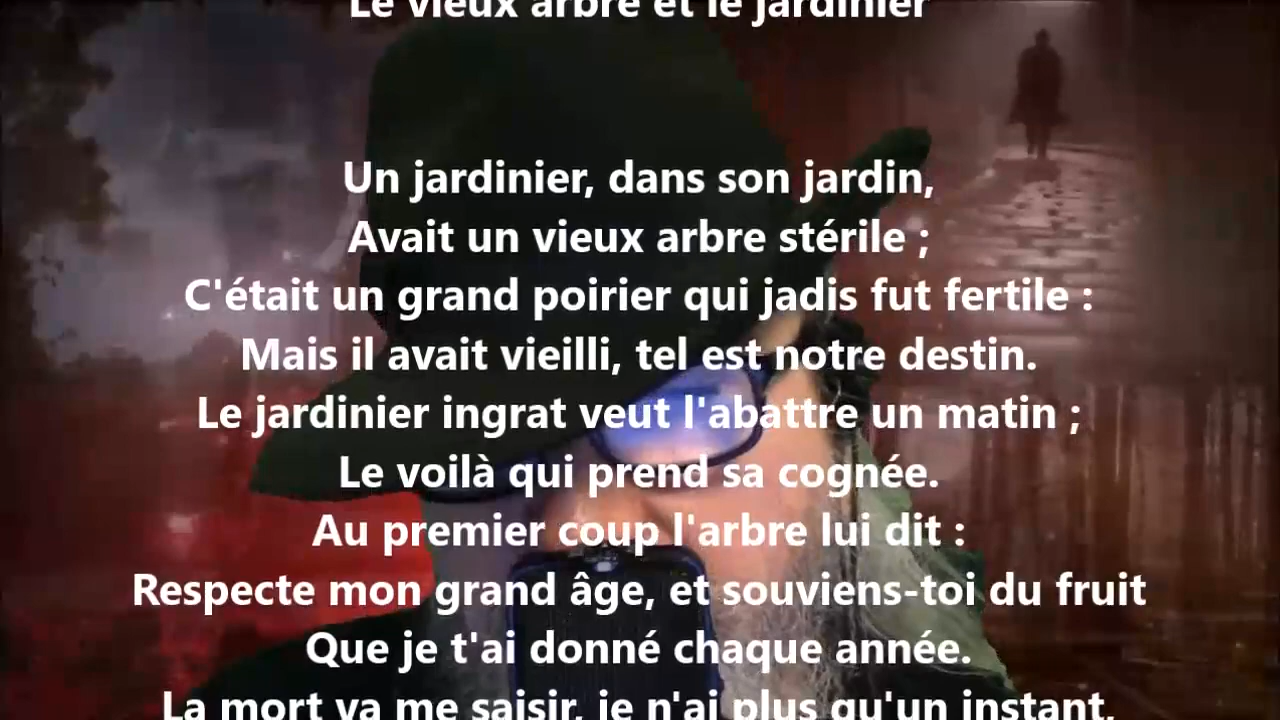 Le vieux arbre et le jardinier
Un jardinier, dans son jardin,
Avait un vieux arbre stérile ;
C'était un grand poirier qui jadis fut fertile :
Mais il avait vieilli, tel est notre destin.
Le jardinier ingrat veut l'abattre un matin ;
Le voilà qui prend sa cognée.
Au premier coup l'arbre lui dit :
Respecte mon grand âge, et souviens-toi du fruit
Que je t'ai donné chaque année.
La mort va me saisir, je n'ai plus qu'un instant,